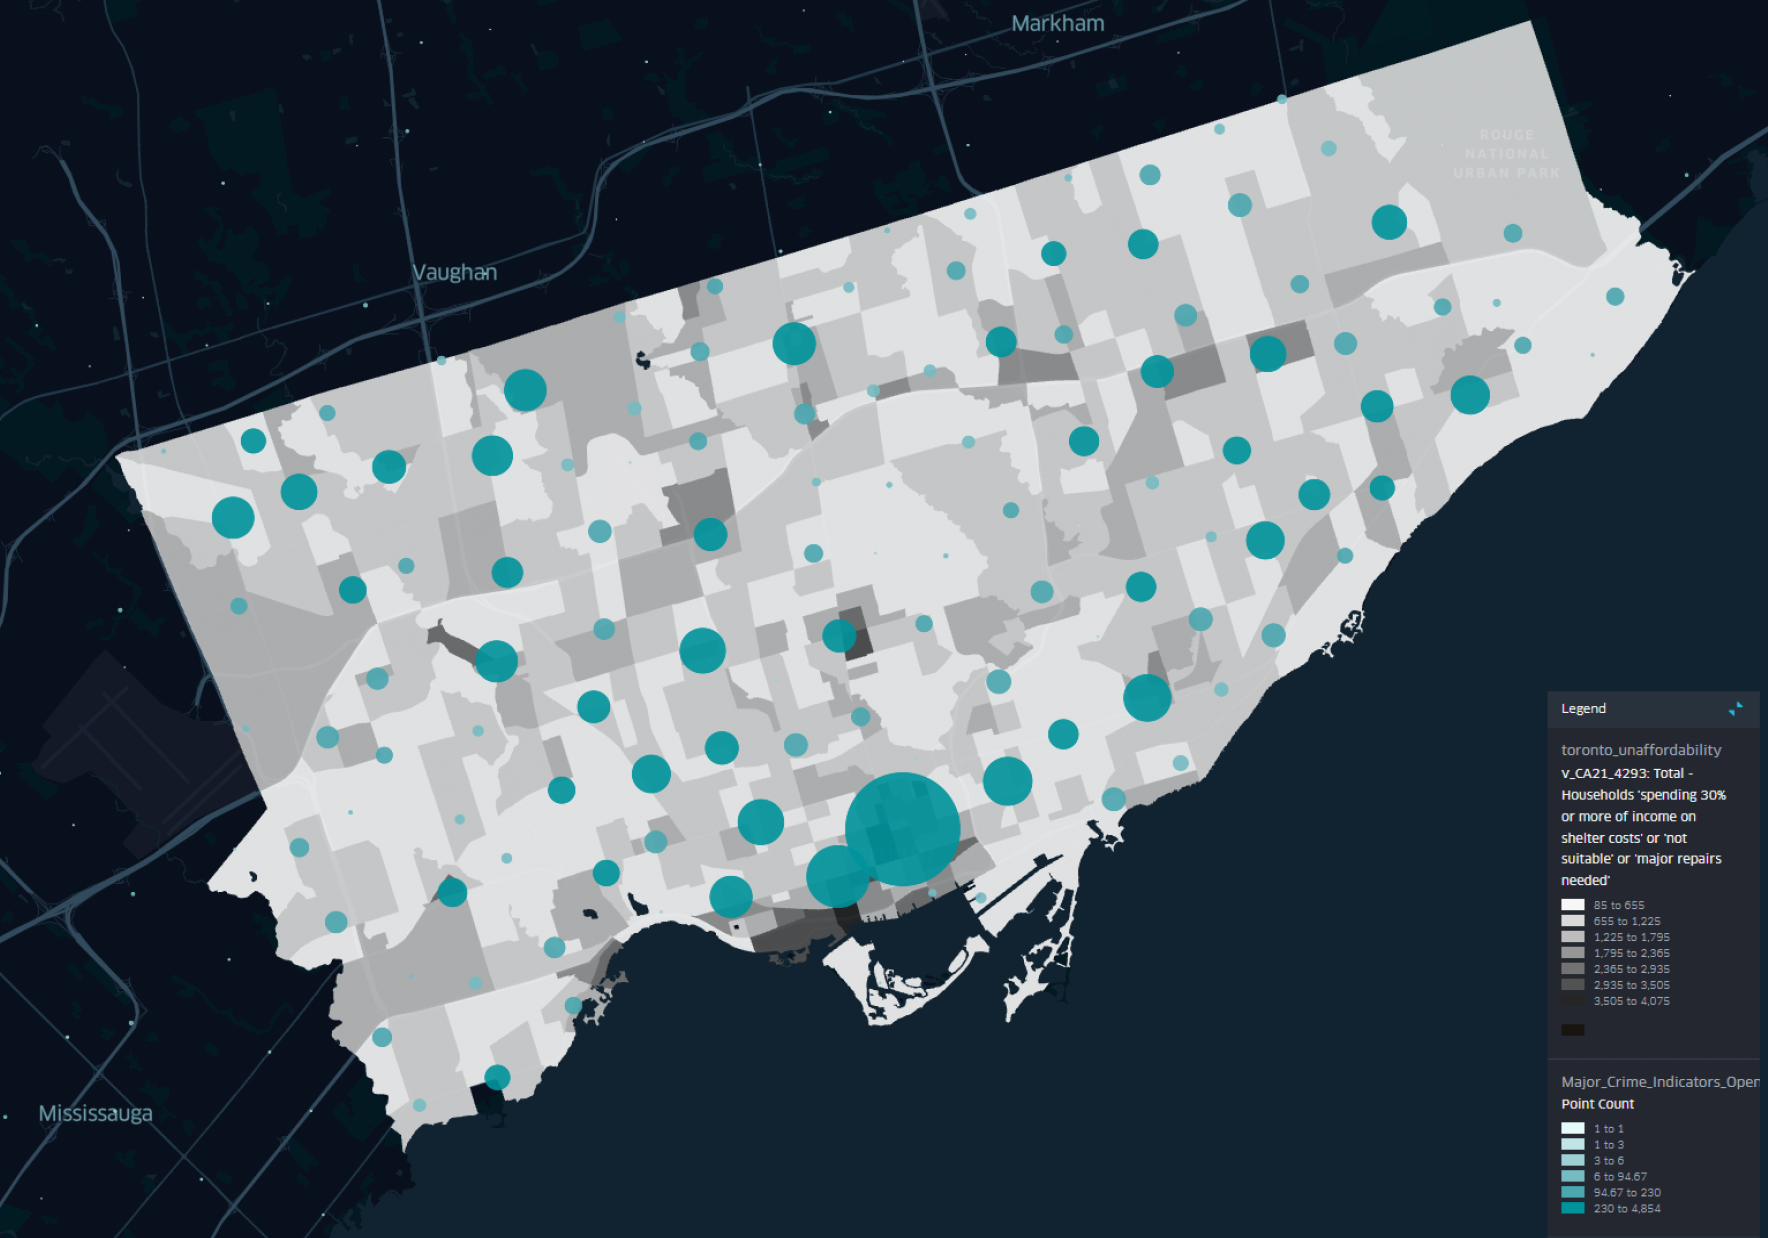 Markham
ROUGE
NATIONAL
URBAN PARK
Vaughan
Mississauga
Legend
toronto_unaffordability
v_CA21_4293: Total -
Households 'spending 30%
or more of income on
shelter costs' or 'not
suitable' or 'major repairs
needed'
85 to 655
655 to 1,225
1,225 to 1,795
1,795 to 2,365
2,365 to 2,935
2,935 to 3,505
3,505 to 4,075
Major_Crime_Indicators_Open
Point Count
1 to 1
1 to 3
3 to 6
6 to 94.67
94.67 to 230
230 to 4,854